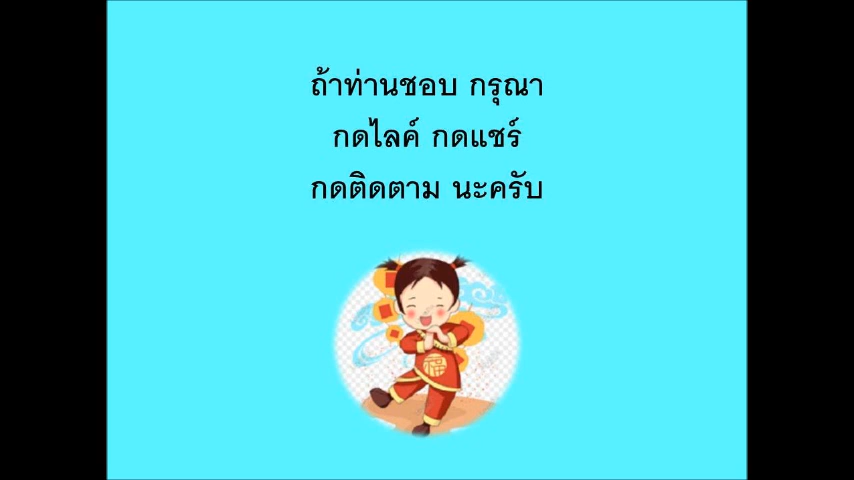 ถ้าท่านชอบ กรุณา
กดไลค์ กดแชร์
กดติดตาม นะครับ
福